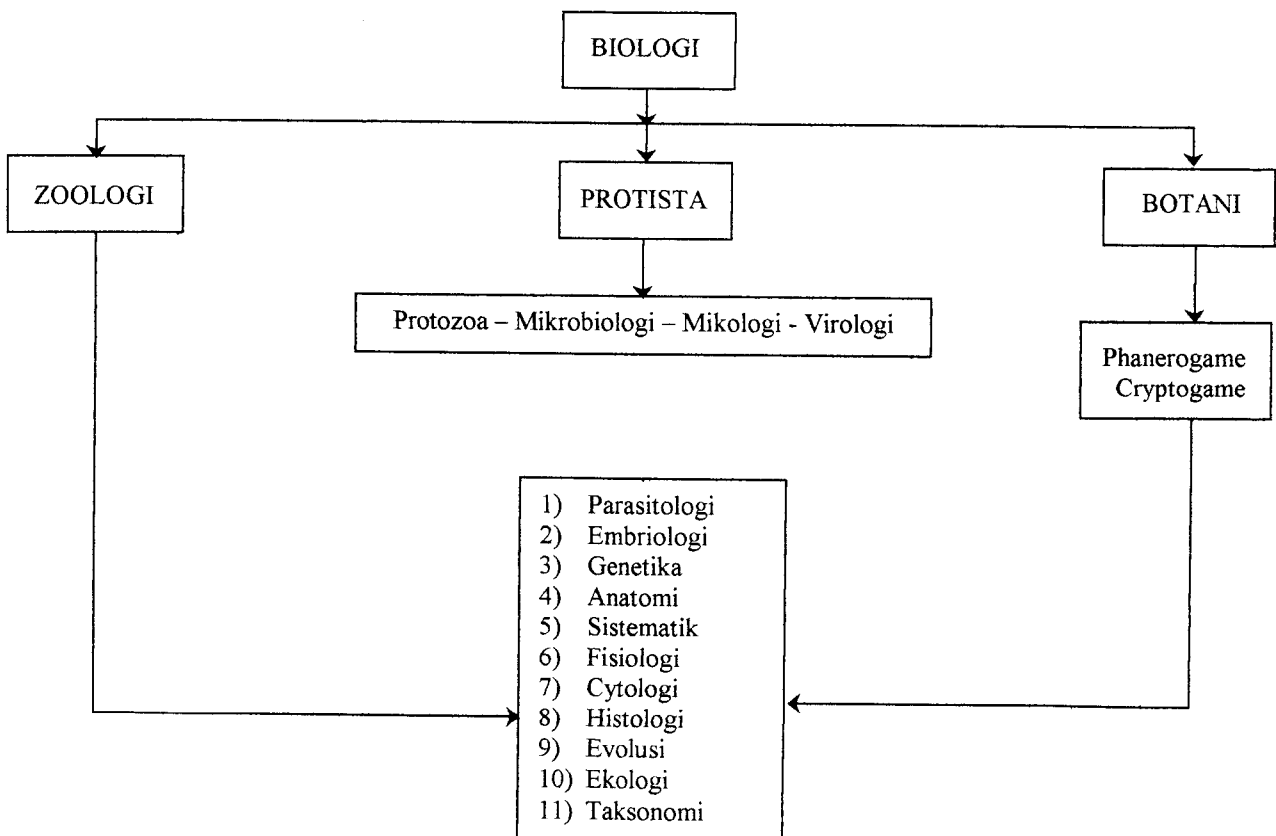 BIOLOGI
ZOOLOGI
PROTISTA
BOTANI
Protozoa – Mikrobiologi – Mikologi - Virologi
Phanerogame
Cryptogame
1) Parasitologi
2) Embriologi
3) Genetika
4) Anatomi
5) Sistematik
6) Fisiologi
7) Cytologi
8) Histologi
9) Evolusi
10) Ekologi
11) Taksonomi